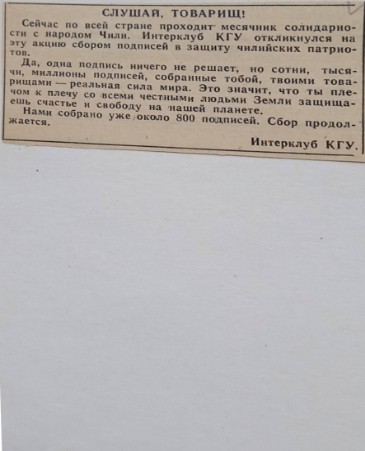 СЛУШАЙ, ТОВАРИЩ!
Сейчас по всей стране проходит месячник солидарно-
сти с народом Чили. Интерклуб КГУ откликнулся на
эту акцию сбором подписей в защиту чилийских патрио-
тов.
Да, одна подпись ничего не решает, но сотни, тыся-
чи, миллионы подписей, собранные тобой, твоими това-
рищами — реальная сила мира. Это значит, что ты пле-
чом к плечу со всеми честными людьми Земли защища-
ешь счастье и свободу на нашей планете.
Нами собрано уже около 800 подписей. Сбор продол-
жается.
Интерклуб КГУ.